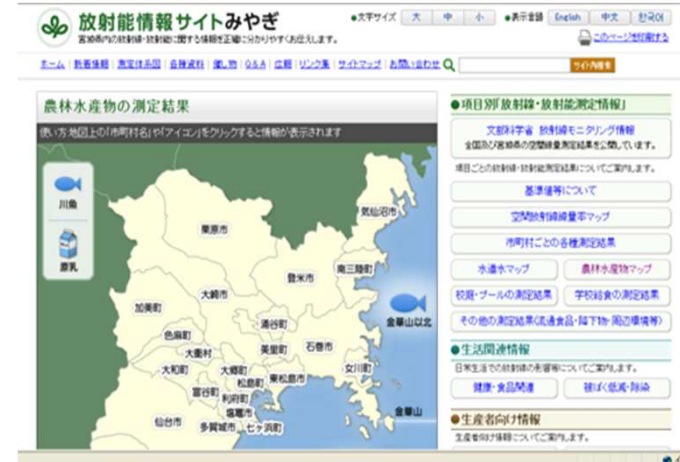 放射能情報サイトみやぎ
宮城県内の放射線・放射能に関する情報を正確に分かりやすくお伝えします。
●文字サイズ 大 中 小 ●表示言語 English 中文 한국어
このページを印刷する
ホーム | 新着情報 | 測定体系図 | 各種資料 | 催し物 | Q&A | 広報 | リンク集 | サイトマップ | お問い合わせ
サイト内検索
農林水産物の測定結果
使い方:地図上の「市町村名」や「アイコン」をクリックすると情報が表示されます
川魚
原乳
気仙沼市
栗原市
南三陸町
登米市
大崎市
加美町
金華山以北
涌谷町
色麻町
美里町
石巻市
大衡村
女川町
大和町
大郷町
松島町
東松島市
富谷町
利府町
塩竈市
金華山
仙台市
多賀城市
七ヶ浜町
●項目別「放射線・放射能測定情報」
文部科学省 放射線モニタリング情報
全国及び宮城県の空間線量測定結果を公開しています。
項目ごとの放射線・放射能測定結果についてご案内します。
基準値等について
空間放射線線量率マップ
市町村ごとの各種測定結果
水道水マップ
農林水産物マップ
校庭・プールの測定結果
学校給食の測定結果
その他の測定結果(流通食品・降下物・周辺環境等)
●生活関連情報
日常生活での放射線の影響等についてご案内します。
健康・食品関連
被ばく低減・除染
●生産者向け情報
生産者向け情報についてご案内します。